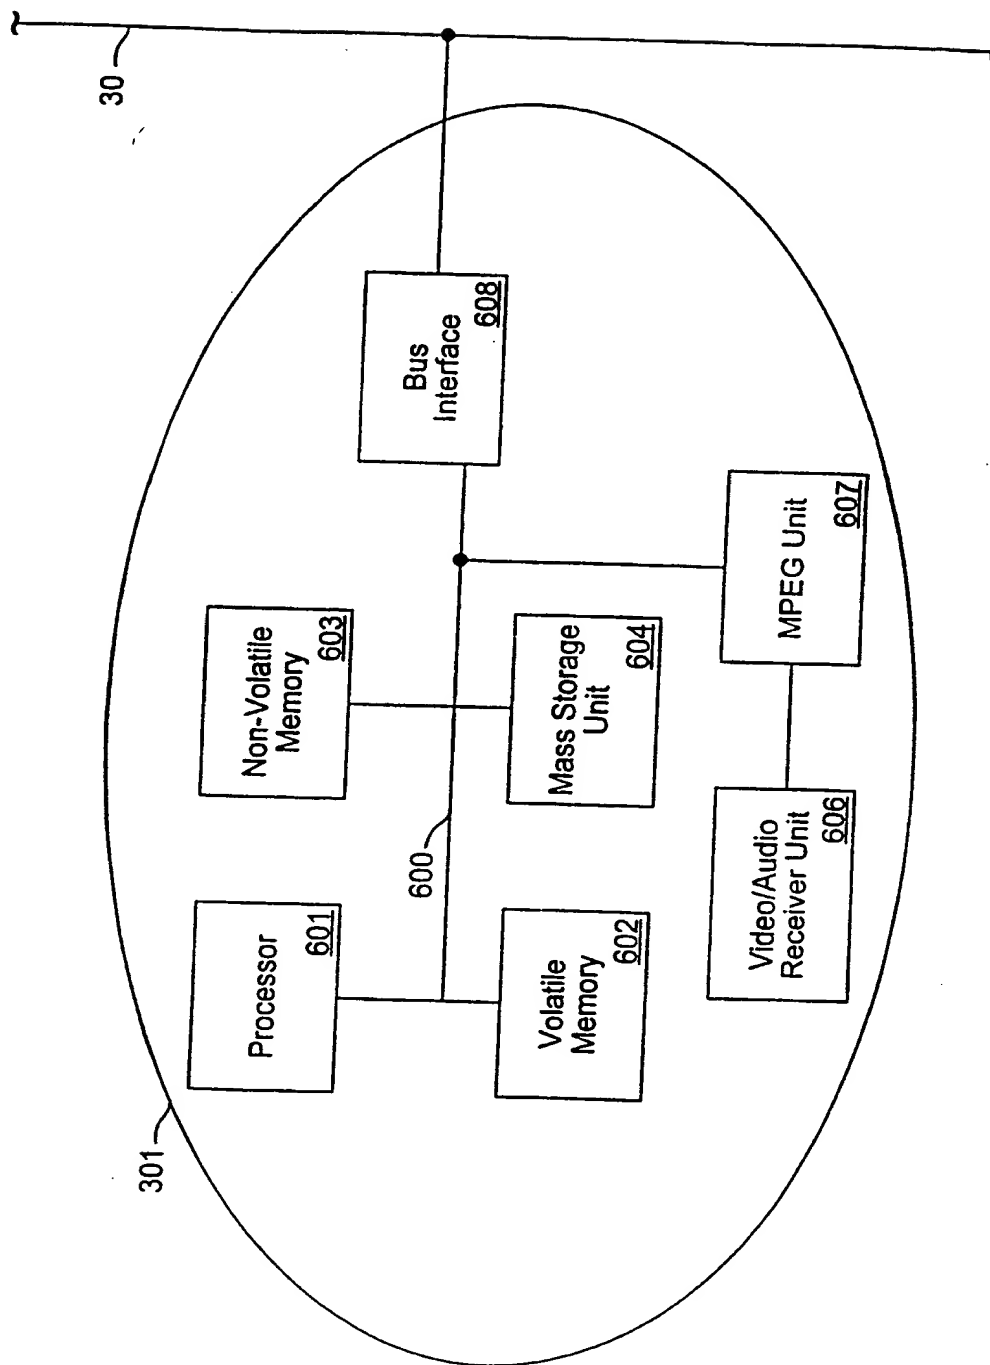 30
301
Processor
601
Non-Volatile
Memory
603
Bus
Interface
608
600
Volatile
Memory
602
Mass Storage
Unit
604
Video/Audio
Receiver Unit
606
MPEG Unit
607